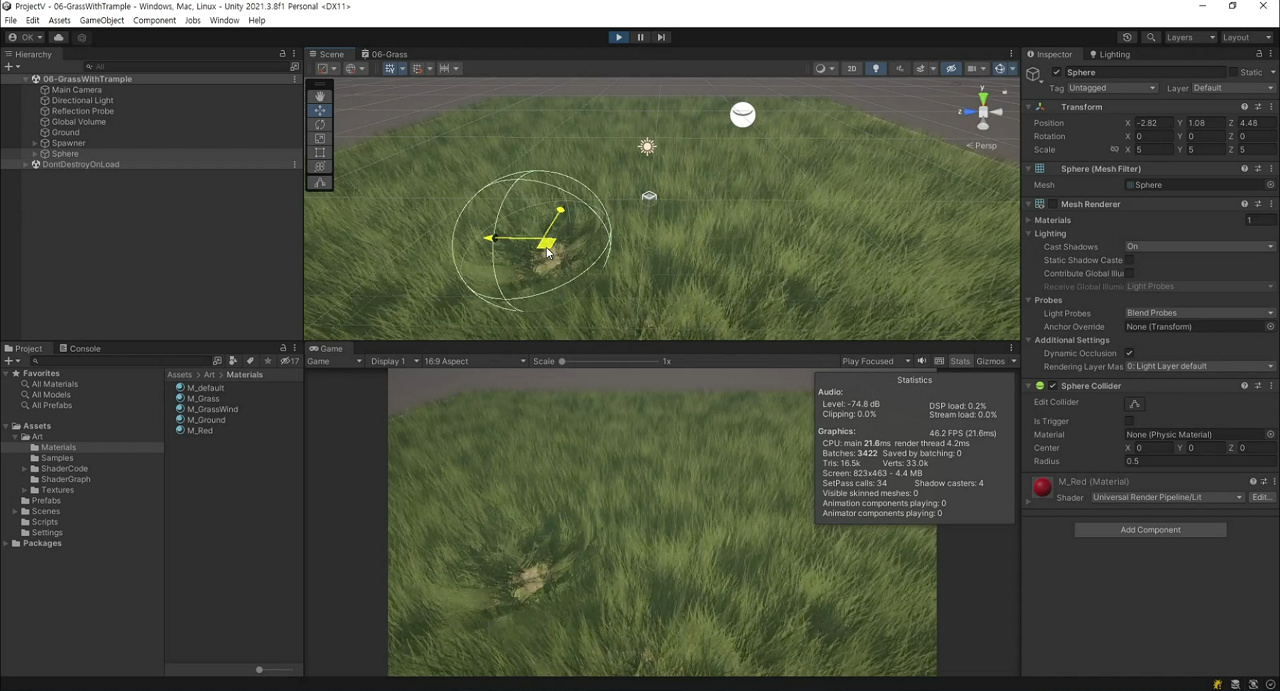 ProjectV - 06-GrassWithTrample - Windows, Mac, Linux - Unity 2021.3.8f1 Personal <DX11>
File Edit Assets GameObject Component Jobs Window Help
OK Layers Layout
Hierarchy
All
06-GrassWithTrample
Main Camera
Directional Light
Reflection Probe
Global Volume
Ground
Spawner
Sphere
DontDestroyOnLoad
Scene 06-Grass
2D
y
z
Persp
Inspector Lighting
Sphere Static
Tag Untagged Layer Default
Transform
Position X -2.82 Y 1.08 Z 4.48
Rotation X 0 Y 0 Z 0
Scale X 5 Y 5 Z 5
Sphere (Mesh Filter)
Mesh Sphere
Mesh Renderer
Materials 1
Lighting
Cast Shadows On
Static Shadow Caste
Contribute Global Illu
Receive Global Illumin Light Probes
Probes
Light Probes Blend Probes
Anchor Override None (Transform)
Additional Settings
Dynamic Occlusion
Rendering Layer Mas 0: Light Layer default
Sphere Collider
Edit Collider
Is Trigger
Material None (Physic Material)
Center X 0 Y 0 Z 0
Radius 0.5
M_Red (Material)
Shader Universal Render Pipeline/Lit Edit...
Add Component
Project Console
17
Favorites
All Materials
All Models
All Prefabs
Assets
Art
Materials
Samples
ShaderCode
ShaderGraph
Textures
Prefabs
Scenes
Scripts
Settings
Packages
Assets > Art > Materials
M_default
M_Grass
M_GrassWind
M_Ground
M_Red
Game
Game Display 1 16:9 Aspect Scale 1x Play Focused Stats Gizmos
Statistics
Audio:
Level: -74.8 dB DSP load: 0.2%
Clipping: 0.0% Stream load: 0.0%
Graphics: 46.2 FPS (21.6ms)
CPU: main 21.6ms render thread 4.2ms
Batches: 3422 Saved by batching: 0
Tris: 16.5k Verts: 33.0k
Screen: 823x463 - 4.4 MB
SetPass calls: 34 Shadow casters: 4
Visible skinned meshes: 0
Animation components playing: 0
Animator components playing: 0